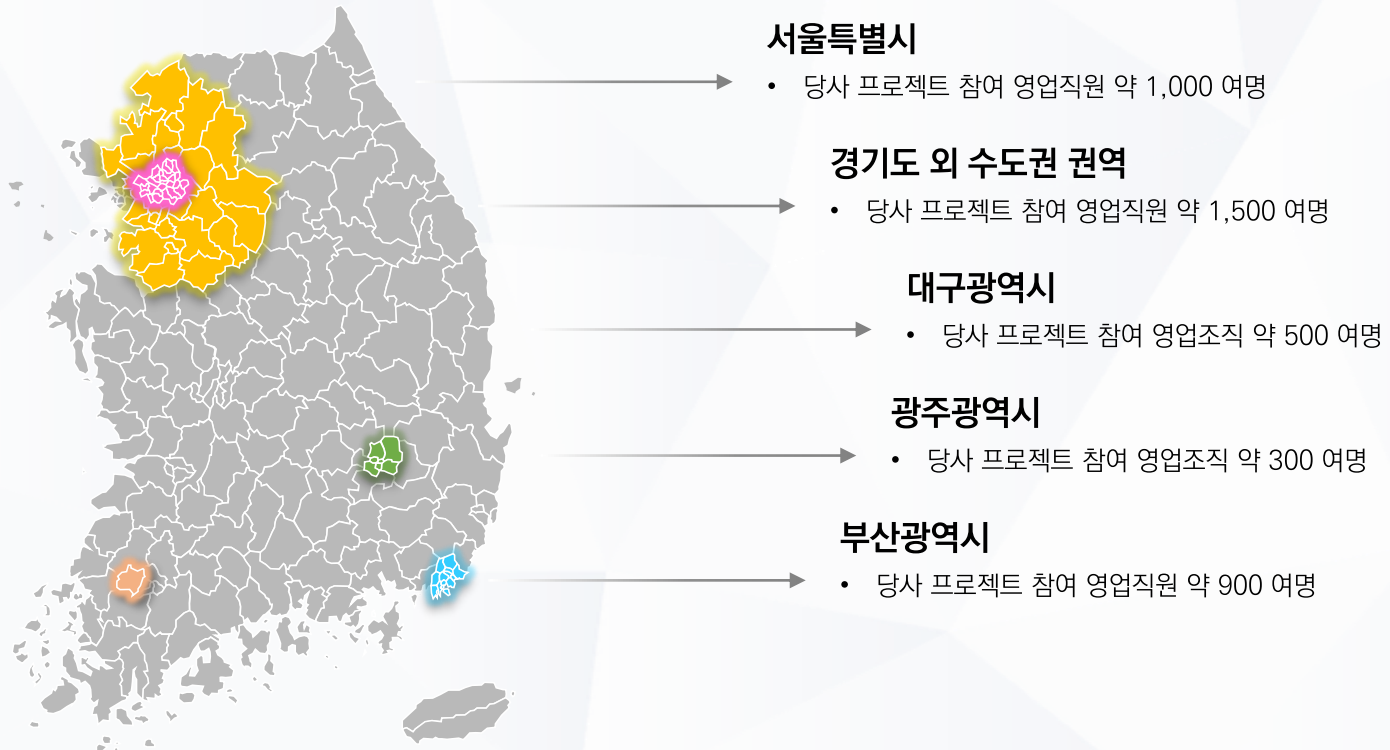 서울특별시
• 당사 프로젝트 참여 영업직원 약 1,000 여명
경기도 외 수도권 권역
• 당사 프로젝트 참여 영업직원 약 1,500 여명
대구광역시
• 당사 프로젝트 참여 영업조직 약 500 여명
광주광역시
• 당사 프로젝트 참여 영업조직 약 300 여명
부산광역시
• 당사 프로젝트 참여 영업직원 약 900 여명